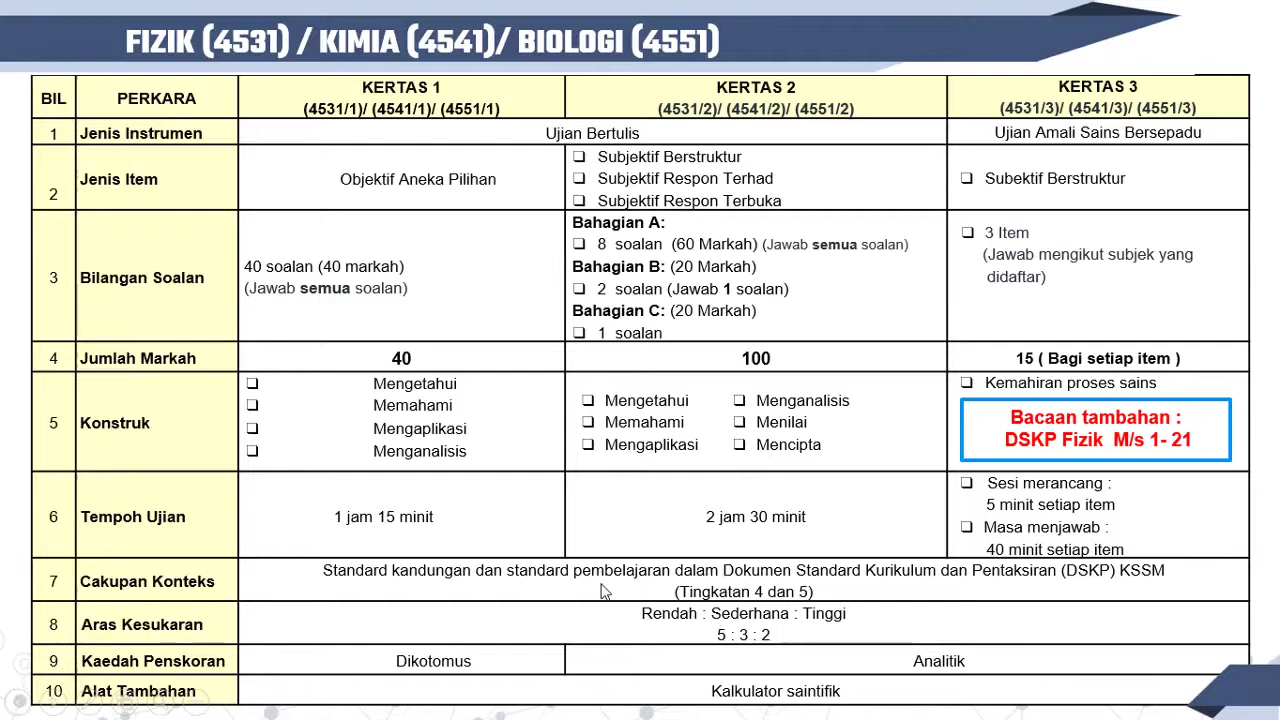 FIZIK (4531) / KIMIA (4541)/ BIOLOGI (4551)
BIL
PERKARA
KERTAS 1
(4531/1)/ (4541/1)/ (4551/1)
KERTAS 2
(4531/2)/ (4541/2)/ (4551/2)
KERTAS 3
(4531/3)/ (4541/3)/ (4551/3)
1
Jenis Instrumen
Ujian Bertulis
Ujian Amali Sains Bersepadu
2
Jenis Item
Objektif Aneka Pilihan
❑ Subjektif Berstruktur
❑ Subjektif Respon Terhad
❑ Subjektif Respon Terbuka
❑ Subektif Berstruktur
3
Bilangan Soalan
40 soalan (40 markah)
(Jawab semua soalan)
Bahagian A:
❑ 8 soalan (60 Markah) (Jawab semua soalan)
Bahagian B: (20 Markah)
❑ 2 soalan (Jawab 1 soalan)
Bahagian C: (20 Markah)
❑ 1 soalan
❑ 3 Item
(Jawab mengikut subjek yang
didaftar)
4
Jumlah Markah
40
100
15 ( Bagi setiap item )
5
Konstruk
❑ Mengetahui
❑ Memahami
❑ Mengaplikasi
❑ Menganalisis
❑ Mengetahui
❑ Memahami
❑ Mengaplikasi
❑ Menganalisis
❑ Menilai
❑ Mencipta
❑ Kemahiran proses sains
Bacaan tambahan :
DSKP Fizik M/s 1- 21
6
Tempoh Ujian
1 jam 15 minit
2 jam 30 minit
❑ Sesi merancang :
5 minit setiap item
❑ Masa menjawab :
40 minit setiap item
7
Cakupan Konteks
Standard kandungan dan standard pembelajaran dalam Dokumen Standard Kurikulum dan Pentaksiran (DSKP) KSSM
(Tingkatan 4 dan 5)
8
Aras Kesukaran
Rendah : Sederhana : Tinggi
5 : 3 : 2
9
Kaedah Penskoran
Dikotomus
Analitik
10
Alat Tambahan
Kalkulator saintifik